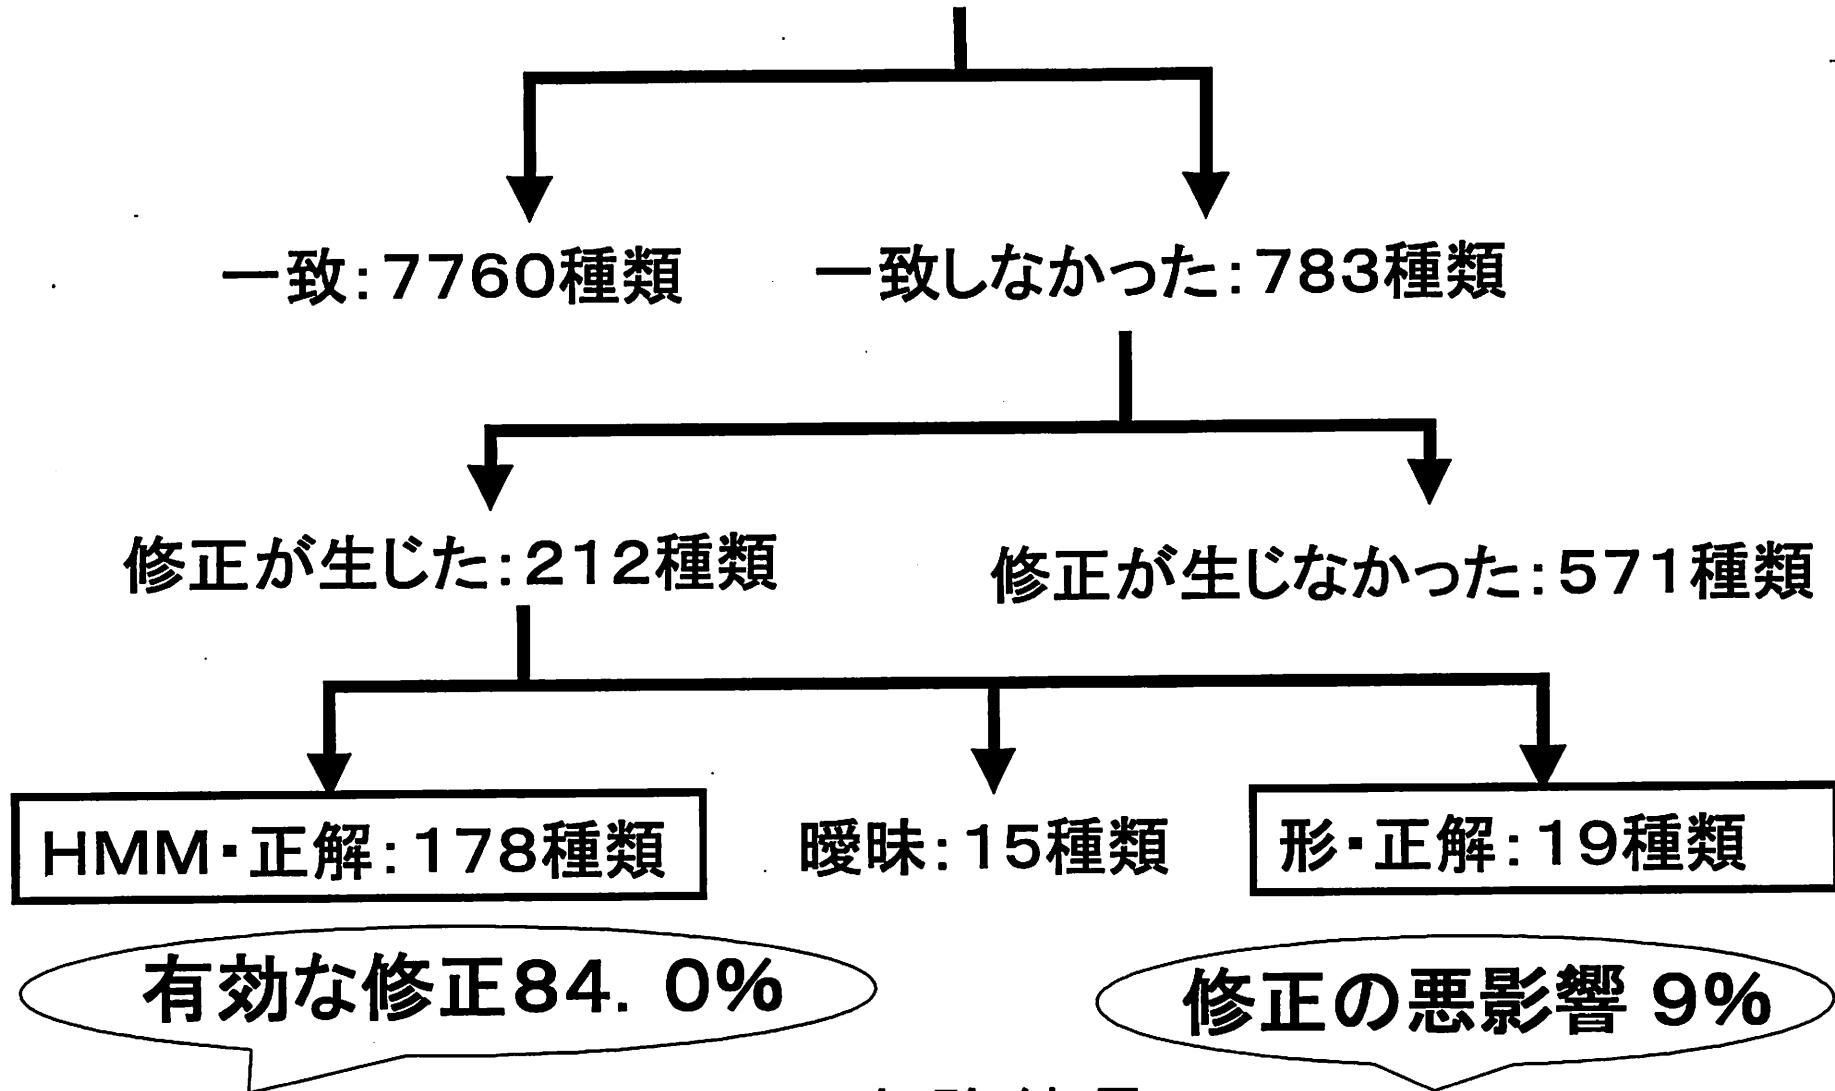 一致:7760種類
一致しなかった:783種類
修正が生じた:212種類
修正が生じなかった:571種類
HMM・正解:178種類
曖昧:15種類
形・正解:19種類
有効な修正84.0%
修正の悪影響 9%